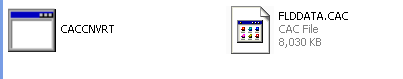 CACCNVRT
FLDDATA.CAC
CAC File
8,030 KB